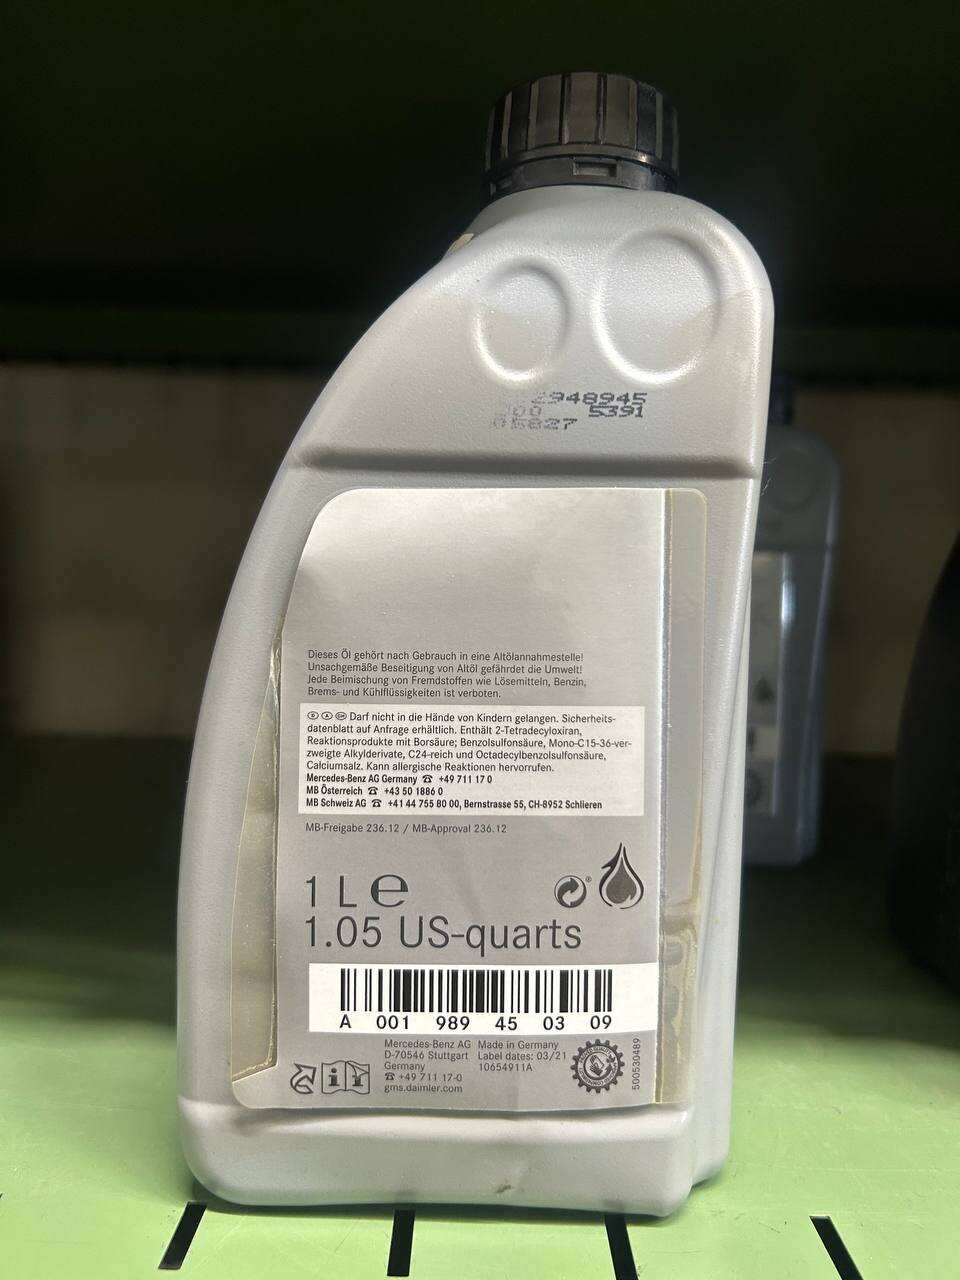 948945
5391
Dieses Öl gehört nach Gebrauch in eine Altölannahmestelle!
Unsachgemäße Beseitigung von Altöl gefährdet die Umwelt!
Jede Beimischung von Fremdstoffen wie Lösemitteln, Benzin,
Brems- und Kühlflüssigkeiten ist verboten.
D A CH Darf nicht in die Hände von Kindern gelangen. Sicherheits-
datenblatt auf Anfrage erhältlich. Enthält 2-Tetradecyloxiran,
Reaktionsprodukte mit Borsäure; Benzolsulfonsäure, Mono-C15-36-ver-
zweigte Alkylderivate, C24-reich und Octadecylbenzolsulfonsäure,
Calciumsalz. Kann allergische Reaktionen hervorrufen.
Mercedes-Benz AG Germany ☎ +49 711 17 0
MB Österreich ☎ +43 50 1886 0
MB Schweiz AG ☎ +41 44 755 80 00, Bernstrasse 55, CH-8952 Schlieren
MB-Freigabe 236.12 / MB-Approval 236.12
1 L ℮
1.05 US-quarts
A 001 989 45 03 09
Mercedes-Benz AG
D-70546 Stuttgart
Germany
☎ +49 711 17-0
gms.daimler.com
Made in Germany
Label dates: 03/21
10654911A
500530489